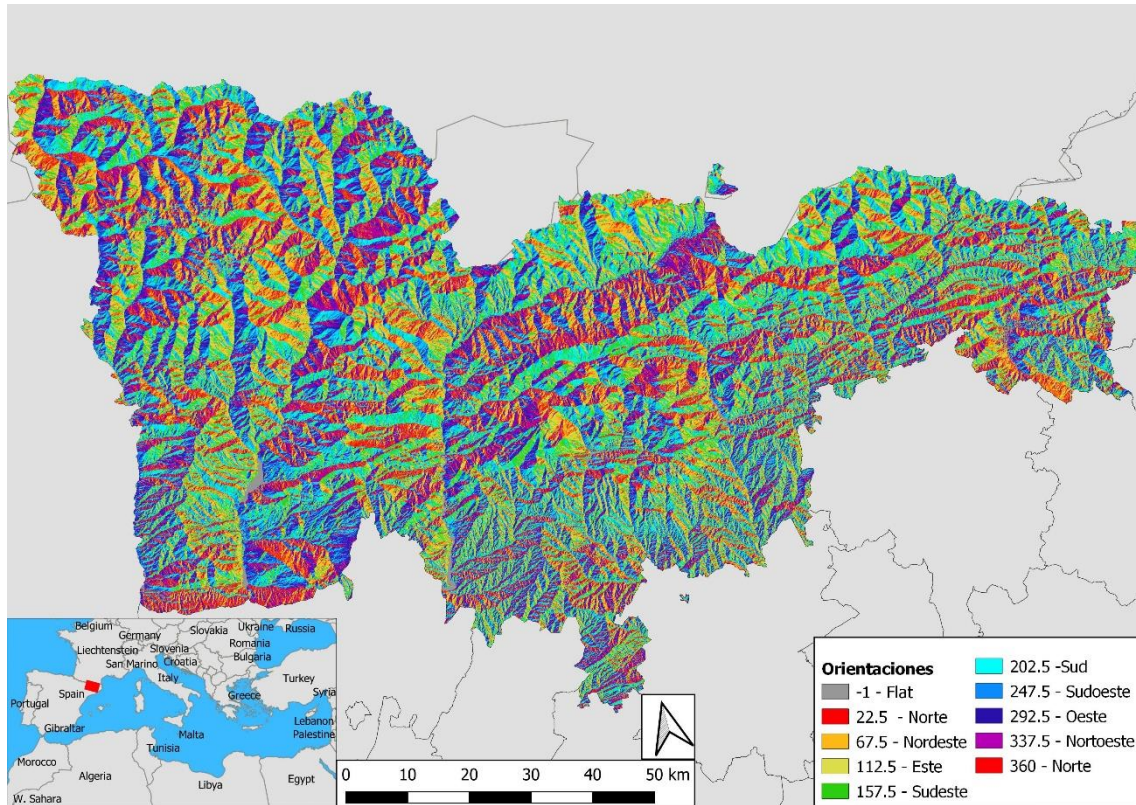 Belgium
Slovakia
Ukraine
Russia
Germany
Liechtenstein
Slovenia
Romania
San Marino
Croatia
Bulgaria
Italy
Spain
Portugal
Greece
Turkey
Syria
Gibraltar
Malta
Lebanon
Tunisia
Palestine
Morocco
Algeria
Libya
Egypt
W. Sahara
0 10 20 30 40 50 km
Orientaciones
-1 - Flat
22.5 - Norte
67.5 - Nordeste
112.5 - Este
157.5 - Sudeste
202.5 -Sud
247.5 - Sudoeste
292.5 - Oeste
337.5 - Nortoeste
360 - Norte